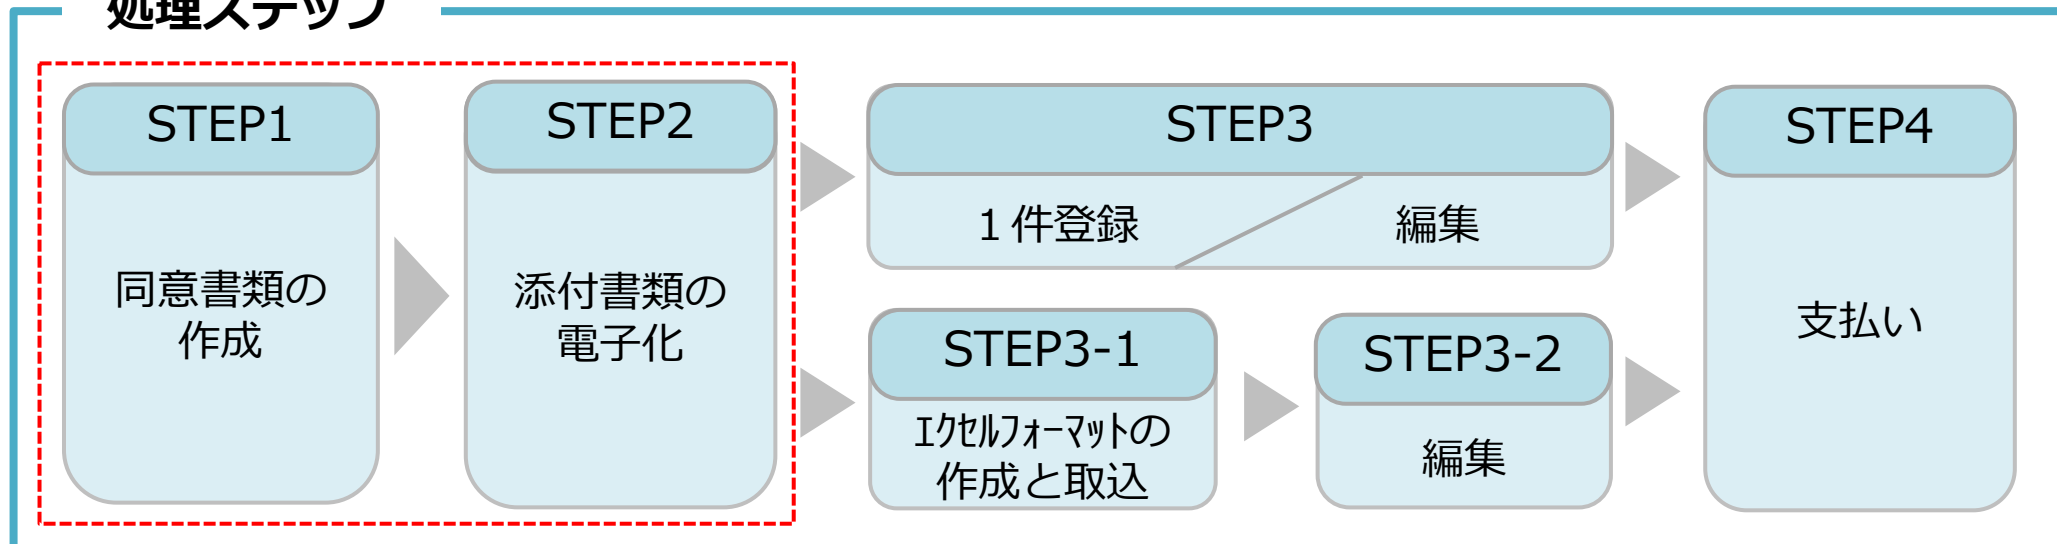 処理ステップ
STEP1
同意書類の
作成
STEP2
添付書類の
電子化
STEP3
１件登録
編集
STEP3-1
ｴｸｾﾙﾌｫｰﾏｯﾄの
作成と取込
STEP3-2
編集
STEP4
支払い